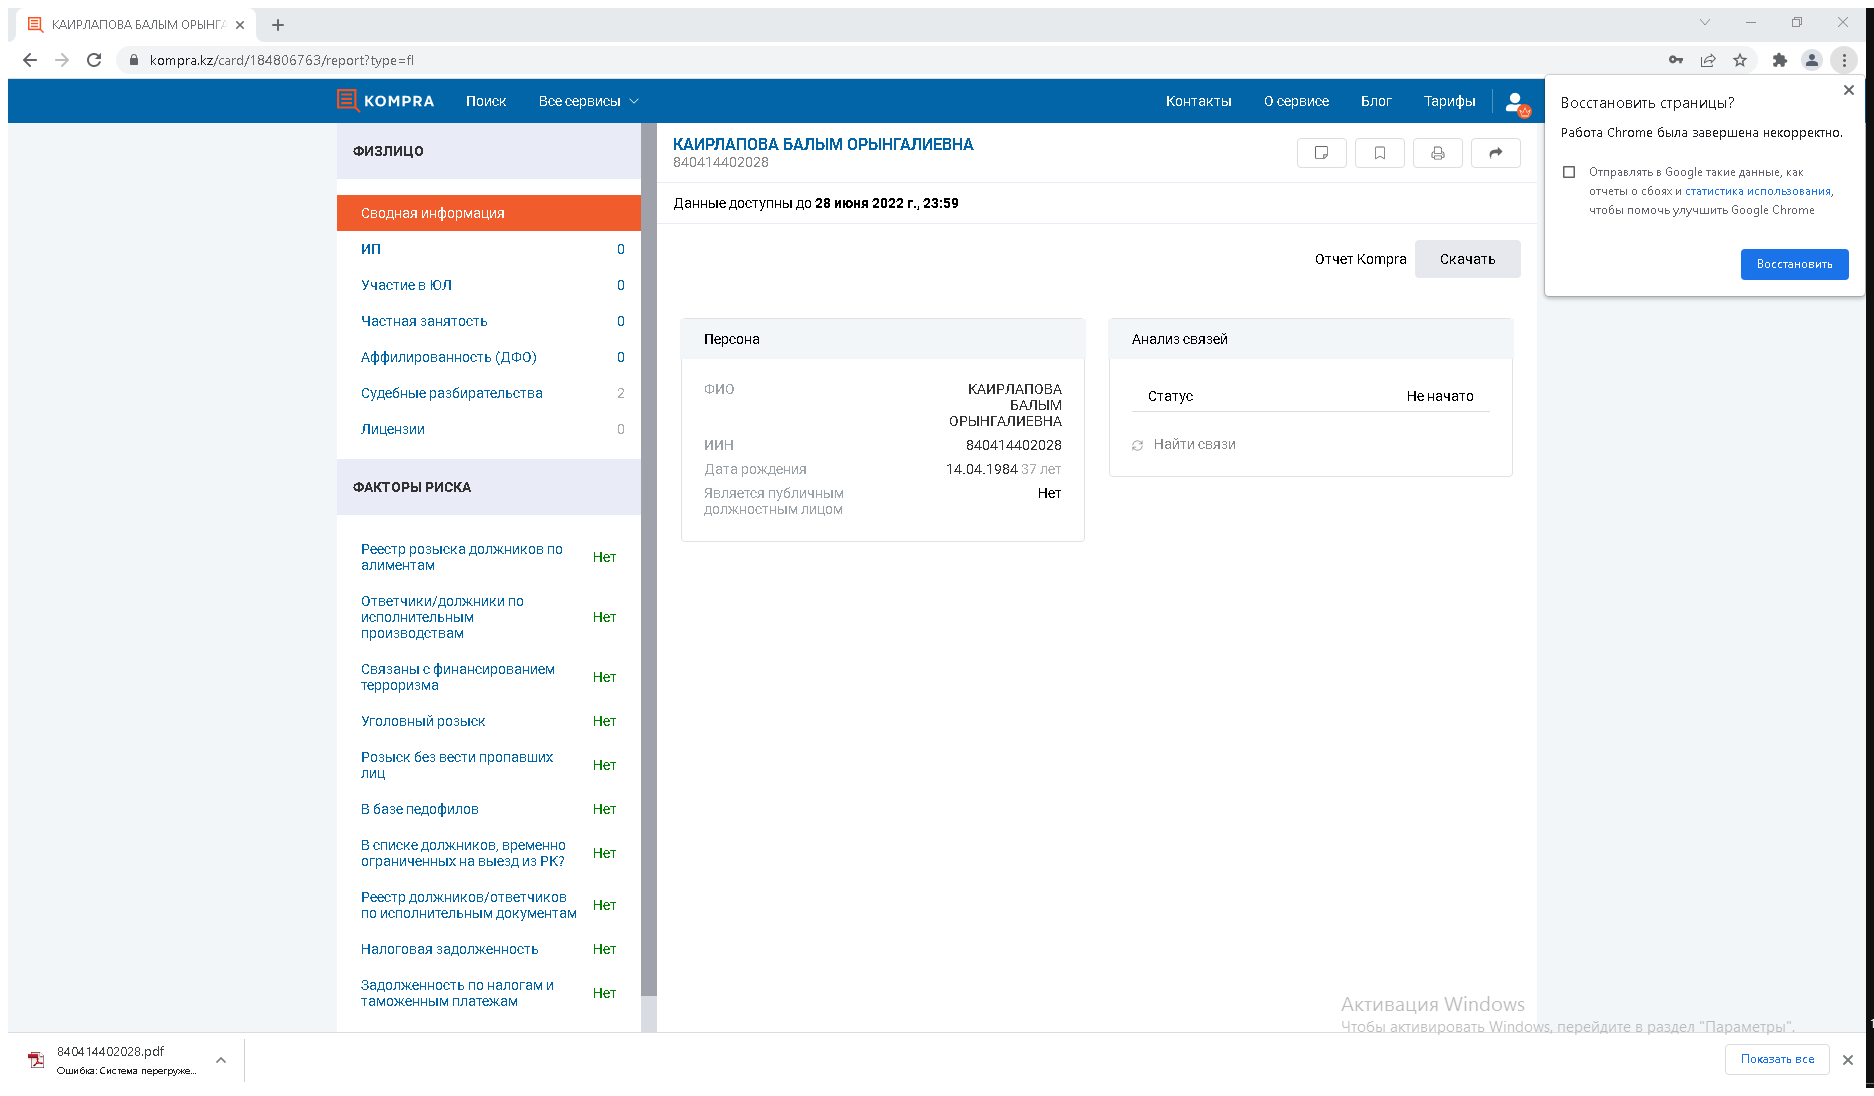 КАИРЛАПОВА БАЛЫМ ОРЫНГА
kompra.kz/card/184806763/report?type=fl
KOMPRA
Поиск
Все сервисы
Контакты
О сервисе
Блог
Тарифы
Восстановить страницы?
Работа Chrome была завершена некорректно.
Отправлять в Google такие данные, как
отчеты о сбоях и статистика использования,
чтобы помочь улучшить Google Chrome
Восстановить
ФИЗЛИЦО
Сводная информация
ИП 0
Участие в ЮЛ 0
Частная занятость 0
Аффилированность (ДФО) 0
Судебные разбирательства 2
Лицензии 0
ФАКТОРЫ РИСКА
Реестр розыска должников по
алиментам
Нет
Ответчики/должники по
исполнительным
производствам
Нет
Связаны с финансированием
терроризма
Нет
Уголовный розыск Нет
Розыск без вести пропавших
лиц
Нет
В базе педофилов Нет
В списке должников, временно
ограниченных на выезд из РК?
Нет
Реестр должников/ответчиков
по исполнительным документам
Нет
Налоговая задолженность Нет
Задолженность по налогам и
таможенным платежам
Нет
КАИРЛАПОВА БАЛЫМ ОРЫНГАЛИЕВНА
840414402028
Данные доступны до 28 июня 2022 г., 23:59
Отчет Kompra
Скачать
Персона
ФИО
КАИРЛАПОВА
БАЛЫМ
ОРЫНГАЛИЕВНА
ИИН 840414402028
Дата рождения 14.04.1984 37 лет
Является публичным
должностным лицом
Нет
Анализ связей
Статус Не начато
Найти связи
Активация Windows
Чтобы активировать Windows, перейдите в раздел "Параметры".
840414402028.pdf
Ошибка: Система перегруже...
Показать все